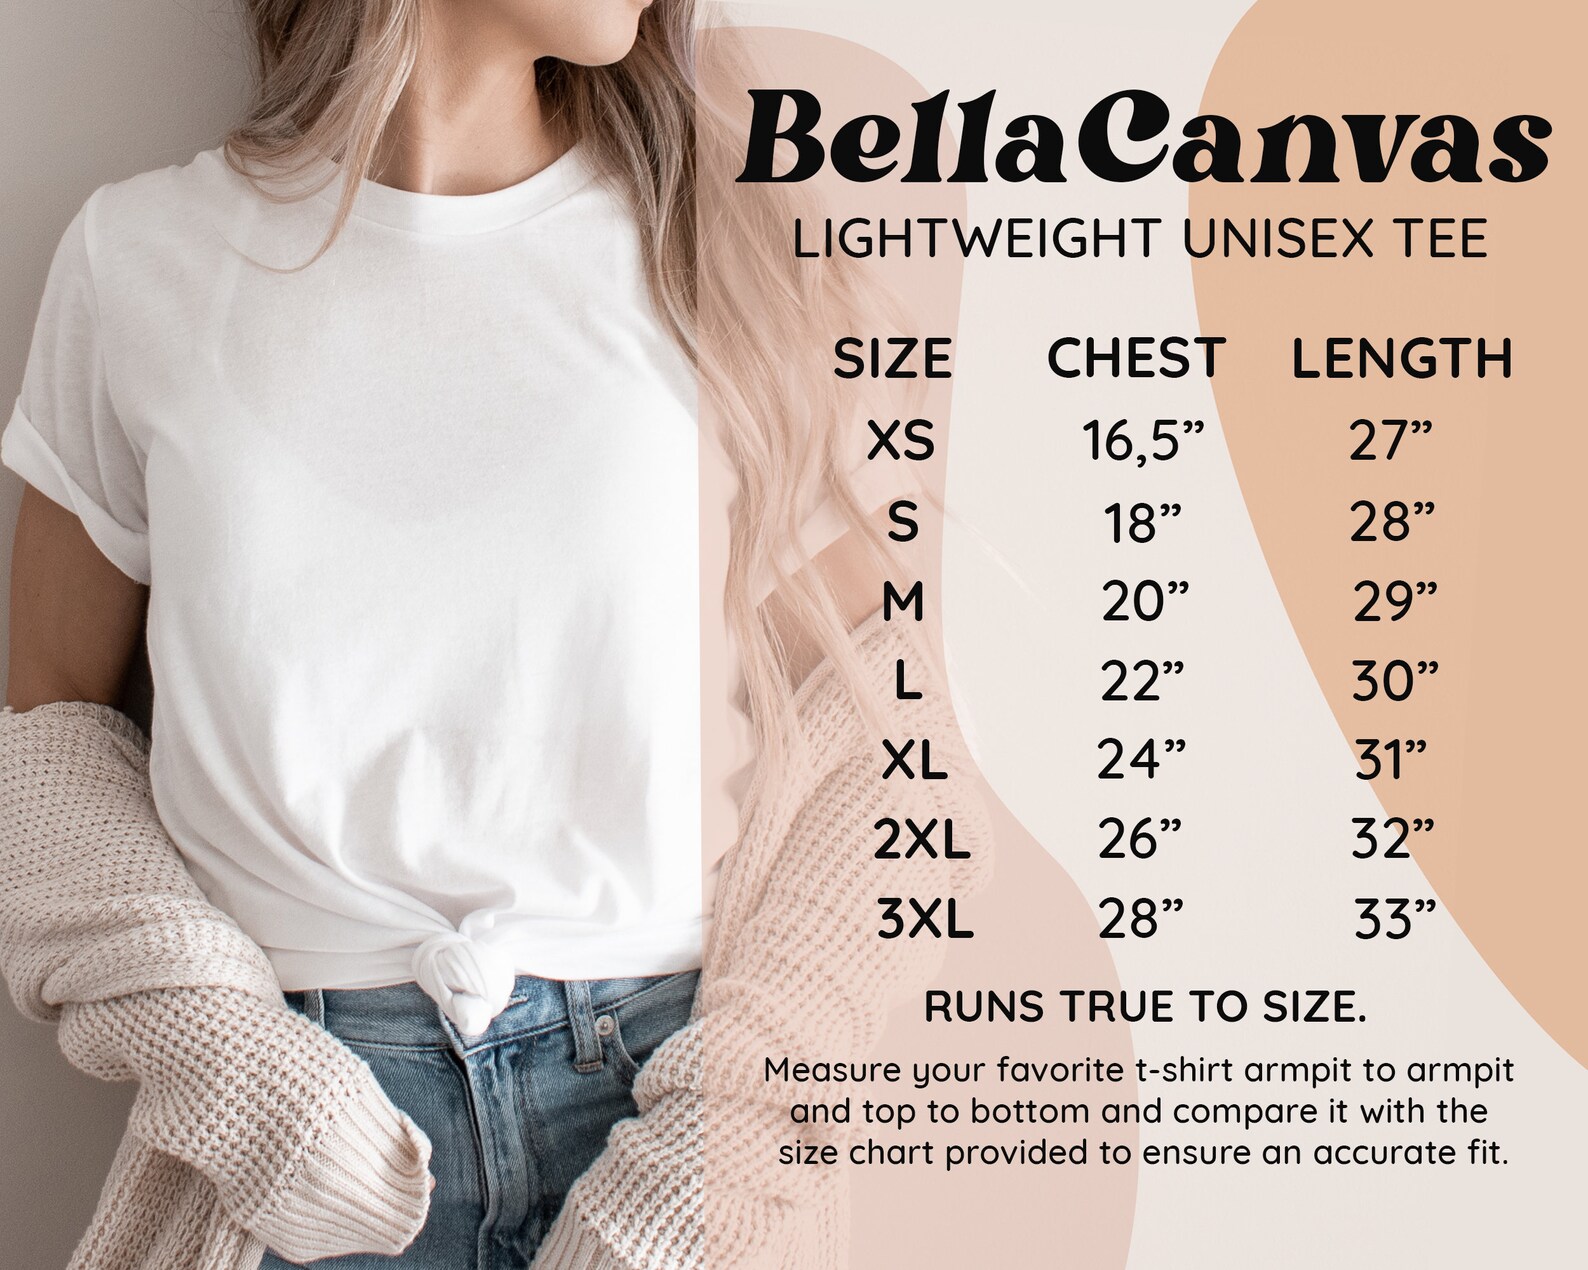 BellaCanvas
LIGHTWEIGHT UNISEX TEE
SIZE CHEST LENGTH
XS 16,5” 27”
S 18” 28”
M 20” 29”
L 22” 30”
XL 24” 31”
2XL 26” 32”
3XL 28” 33”
RUNS TRUE TO SIZE.
Measure your favorite t-shirt armpit to armpit
and top to bottom and compare it with the
size chart provided to ensure an accurate fit.